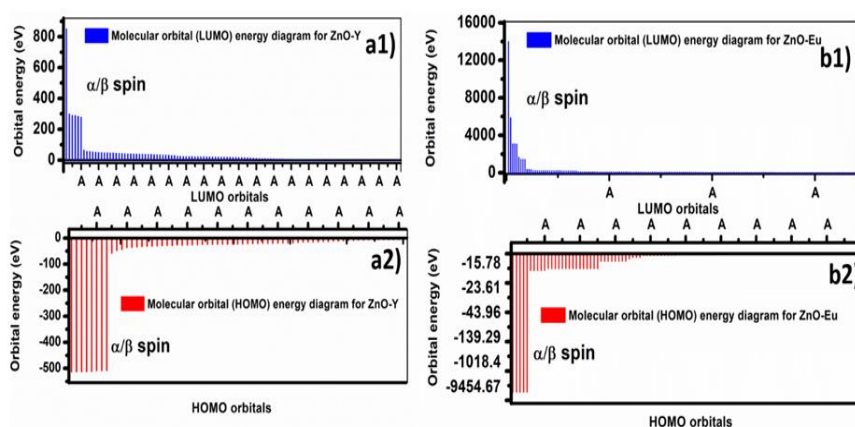 Molecular orbital (LUMO) energy diagram for ZnO-Y
a1)
α/β spin
Orbital energy (eV)
800
600
400
200
0
A A A A A A A A A A A A A A A A A A
LUMO orbitals
Molecular orbital (LUMO) energy diagram for ZnO-Eu
b1)
α/β spin
Orbital energy (eV)
16000
12000
8000
4000
0
A A A
LUMO orbitals
A A A A A A A A A A A
0
-100
-200
-300
-400
-500
Orbital energy (eV)
a2)
Molecular orbital (HOMO) energy diagram for ZnO-Y
α/β spin
HOMO orbitals
A A A A A A A A A
-15.78
-23.61
-43.96
-139.29
-1018.4
-9454.67
Orbital energy (eV)
b2)
Molecular orbital (HOMO) energy diagram for ZnO-Eu
α/β spin
HOMO orbitals